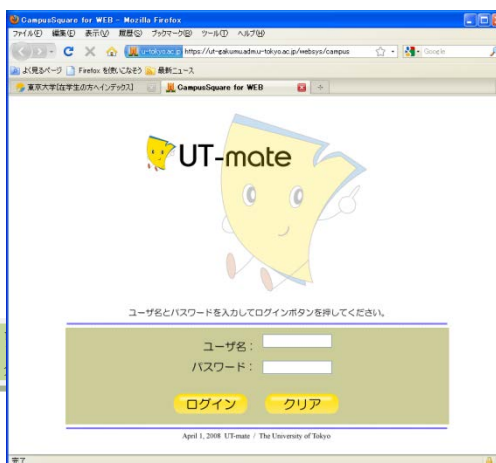 CampusSquare for WEB - Mozilla Firefox
ファイル(F) 編集(E) 表示(V) 履歴(S) ブックマーク(B) ツール(T) ヘルプ(H)
u-tokyo.ac.jp https://ut-gakumu.adm.u-tokyo.ac.jp/websys/campus
Google
よく見るページ Firefox を使いこなそう 最新ニュース
東京大学[在学生の方へインデックス] CampusSquare for WEB
UT-mate
ユーザ名とパスワードを入力してログインボタンを押してください。
ユーザ名：
パスワード：
ログイン クリア
April 1, 2008 UT-mate / The University of Tokyo
完了